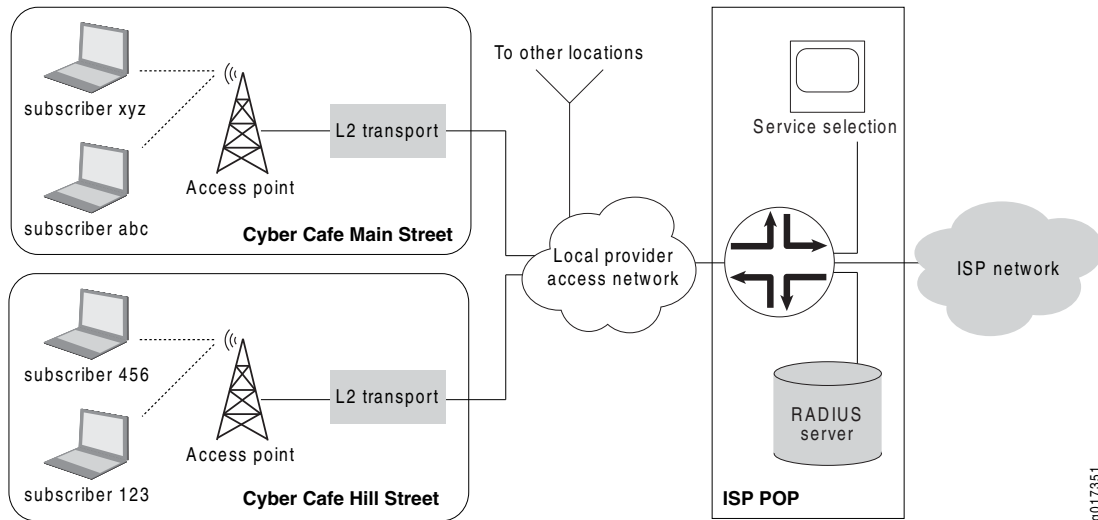 subscriber xyz
subscriber abc
Access point
L2 transport
Cyber Cafe Main Street
subscriber 456
subscriber 123
Access point
L2 transport
Cyber Cafe Hill Street
To other locations
Local provider
access network
Service selection
RADIUS
server
ISP POP
ISP network
g017351